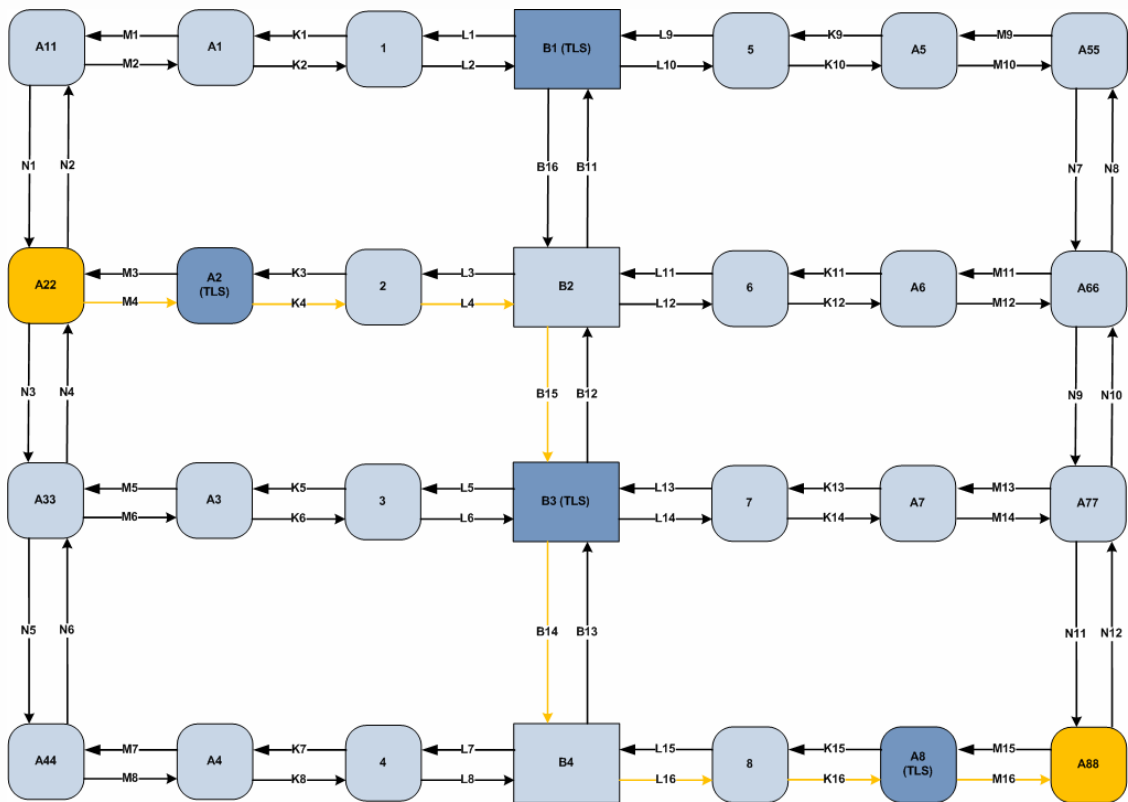 A11
M1
M2
A1
K1
K2
1
L1
L2
B1 (TLS)
L9
L10
5
K9
K10
A5
M9
M10
A55
N1
N2
B16
B11
N7
N8
A22
M3
M4
A2
(TLS)
K3
K4
2
L3
L4
B2
L11
L12
6
K11
K12
A6
M11
M12
A66
N3
N4
B15
B12
N9
N10
A33
M5
M6
A3
K5
K6
3
L5
L6
B3 (TLS)
L13
L14
7
K13
K14
A7
M13
M14
A77
N5
N6
B14
B13
N11
N12
A44
M7
M8
A4
K7
K8
4
L7
L8
B4
L15
L16
8
K15
K16
A8
(TLS)
M15
M16
A88